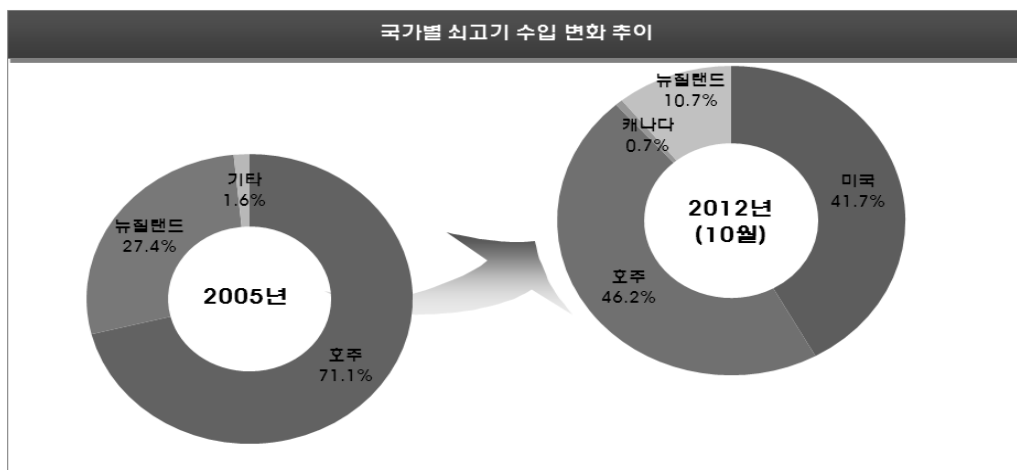 국가별 쇠고기 수입 변화 추이
기타
1.6%
뉴질랜드
27.4%
2005년
호주
71.1%
뉴질랜드
10.7%
캐나다
0.7%
미국
41.7%
2012년
(10월)
호주
46.2%